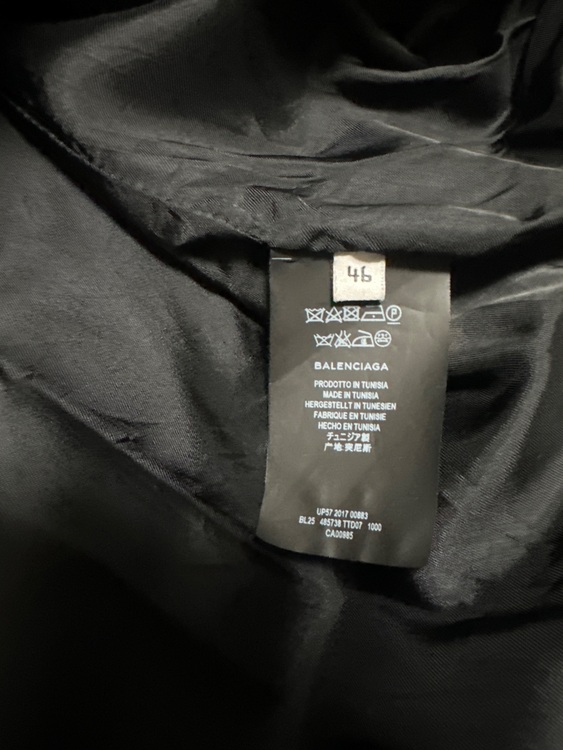 46
BALENCIAGA
PRODOTTO IN TUNISIA
MADE IN TUNISIA
HERGESTELLT IN TUNESIEN
FABRIQUE EN TUNISIE
HECHO EN TUNISIA
チュニジア製
产地:突尼斯
UP57 2017 00883
BL25 485738 TTD07 1000
CA00985